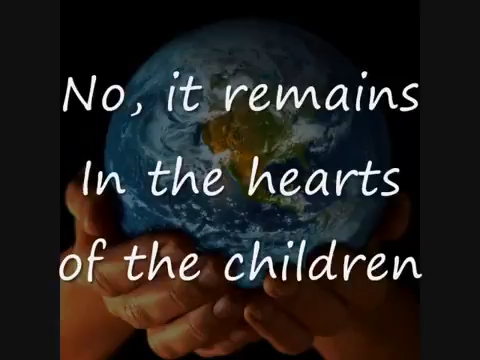 No, it remains
In the hearts
of the children